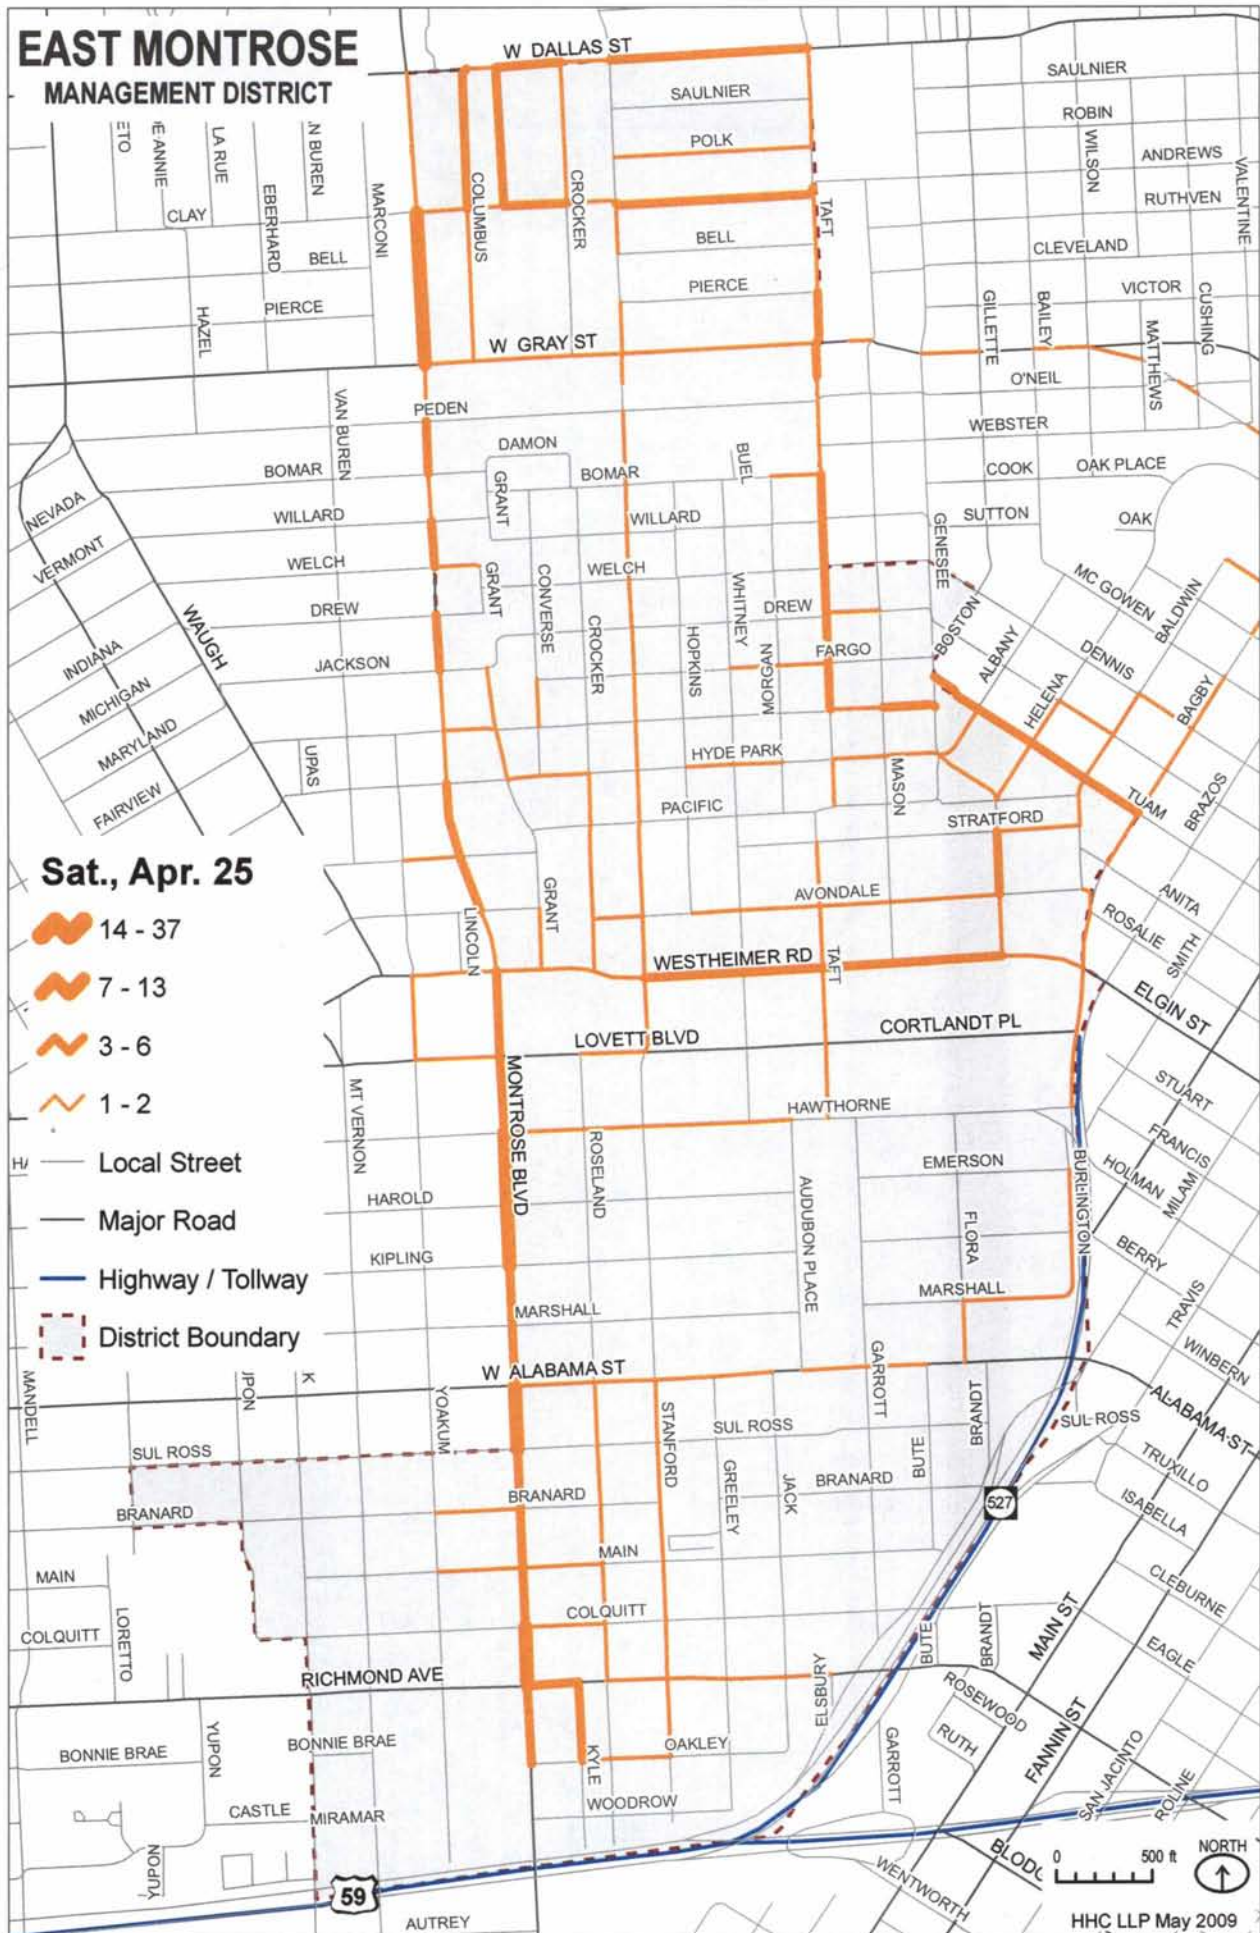 EAST MONTROSE
MANAGEMENT DISTRICT
W DALLAS ST
SAULNIER
SAULNIER
ROBIN
POLK
WILSON
ANDREWS
VALENTINE
ETO
LA RUE
N BUREN
EBERHARD
MARCONI
COLUMBUS
CROCKER
TAFT
RUTHVEN
CLAY
BELL
BELL
CLEVELAND
PIERCE
PIERCE
HAZEL
VICTOR
GILLETTE
BAILEY
CUSHING
MATTHEWS
W GRAY ST
O'NEIL
PEDEN
VAN BUREN
WEBSTER
DAMON
BOMAR
BOMAR
BUEL
COOK
OAK PLACE
NEVADA
GRANT
WILLARD
WILLARD
SUTTON
OAK
GENESEE
VERMONT
WELCH
WELCH
GRANT
CONVERSE
WHITNEY
MC GOWEN
BALDWIN
DREW
DREW
WAUGH
CROCKER
HOPKINS
MORGAN
FARGO
BOSTON
ALBANY
DENNIS
INDIANA
JACKSON
MICHIGAN
HELENA
BAGBY
MARYLAND
UPAS
HYDE PARK
MASON
FAIRVIEW
PACIFIC
STRATFORD
TUAM
BRAZOS
Sat., Apr. 25
14 - 37
7 - 13
3 - 6
1 - 2
Local Street
Major Road
Highway / Tollway
District Boundary
GRANT
AVONDALE
ANITA
ROSALIE
LINCOLN
SMITH
WESTHEIMER RD
TAFT
ELGIN ST
LOVETT BLVD
CORTLANDT PL
MONTROSE BLVD
MT VERNON
STUART
HAWTHORNE
ROSELAND
FRANCIS
HOLMAN
MILAM
EMERSON
BURLINGTON
HAROLD
AUDUBON PLACE
FLORA
KIPLING
BERRY
MARSHALL
MARSHALL
TRAVIS
WINBERN
W ALABAMA ST
GARROTT
ALABAMA ST
MANDELL
JPON
K
YOAKUM
STANFORD
BRANDT
SUL ROSS
SUL ROSS
SUL ROSS
BUTE
TRUXILLO
BRANARD
BRANARD
BRANARD
GREELEY
JACK
527
ISABELLA
MAIN
MAIN
CLEBURNE
COLQUITT
COLQUITT
LORETTO
BUTE
BRANDT
MAIN ST
EAGLE
RICHMOND AVE
ELSBURY
ROSEWOOD
RUTH
FANNIN ST
BONNIE BRAE
BONNIE BRAE
YUPON
KYLE
OAKLEY
GARROTT
SAN JACINTO
ROLINE
CASTLE
MIRAMAR
WOODROW
YUPON
59
AUTREY
WENTWORTH
0
500 ft
NORTH
HHC LLP May 2009